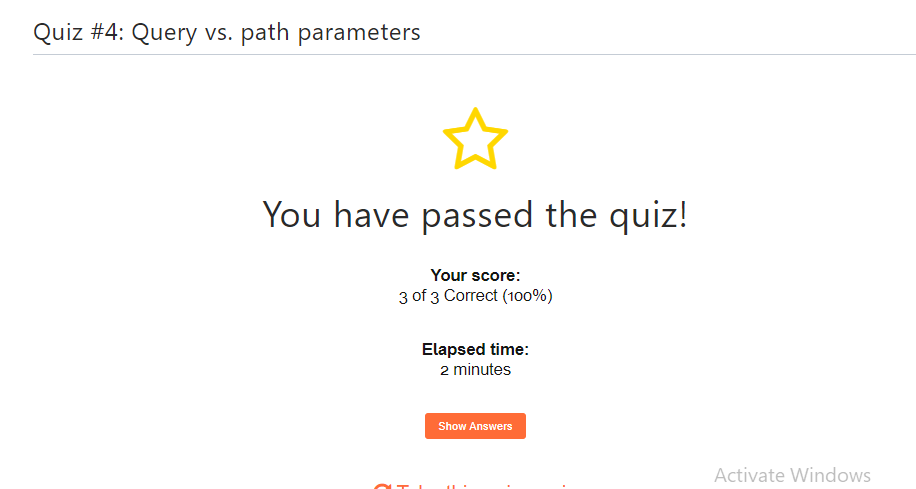 Quiz #4: Query vs. path parameters
You have passed the quiz!
Your score:
3 of 3 Correct (100%)
Elapsed time:
2 minutes
Show Answers
Activate Windows